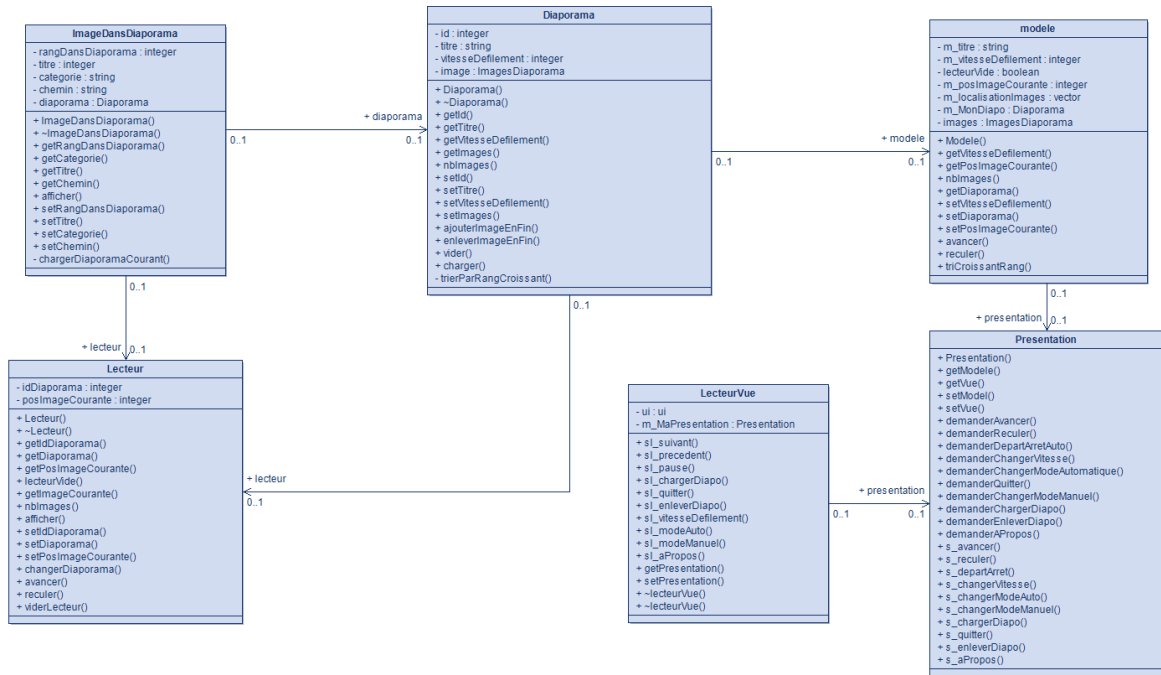 ImageDansDiaporama
- rangDansDiaporama : integer
- titre : integer
- categorie : string
- chemin : string
- diaporama : Diaporama
+ ImageDansDiaporama()
+ ~ImageDansDiaporama()
+ getRangDansDiaporama()
+ getCategorie()
+ getTitre()
+ getChemin()
+ afficher()
+ setRangDansDiaporama()
+ setTitre()
+ setCategorie()
+ setChemin()
- chargerDiaporamaCourant()
+ diaporama
0..1
0..1
Diaporama
- id : integer
- titre : string
- vitesseDefilement : integer
- image : ImagesDiaporama
+ Diaporama()
+ ~Diaporama()
+ getId()
+ getTitre()
+ getVitesseDefilement()
+ getImages()
+ nbImages()
+ setId()
+ setTitre()
+ setVitesseDefilement()
+ setImages()
+ ajouterImageEnFin()
+ enleverImageEnFin()
+ vider()
+ charger()
- trierParRangCroissant()
+ modele
0..1
0..1
modele
- m_titre : string
- m_vitesseDefilement : integer
- lecteurVide : boolean
- m_posImageCourante : integer
- m_localisationImages : vector
- m_MonDiapo : Diaporama
- images : ImagesDiaporama
+ Modele()
+ getVitesseDefilement()
+ getPosImageCourante()
+ nbImages()
+ getDiaporama()
+ setVitesseDefilement()
+ setDiaporama()
+ setPosImageCourante()
+ avancer()
+ reculer()
+ triCroissantRang()
0..1
+ lecteur
0..1
0..1
0..1
+ presentation
0..1
Lecteur
- idDiaporama : integer
- posImageCourante : integer
+ Lecteur()
+ ~Lecteur()
+ getIdDiaporama()
+ getDiaporama()
+ getPosImageCourante()
+ lecteurVide()
+ getImageCourante()
+ nbImages()
+ afficher()
+ setIdDiaporama()
+ setDiaporama()
+ setPosImageCourante()
+ changerDiaporama()
+ avancer()
+ reculer()
+ viderLecteur()
+ lecteur
0..1
LecteurVue
- ui : ui
- m_MaPresentation : Presentation
+ sl_suivant()
+ sl_precedent()
+ sl_pause()
+ sl_chargerDiapo()
+ sl_quitter()
+ sl_enleverDiapo()
+ sl_vitesseDefilement()
+ sl_modeAuto()
+ sl_modeManuel()
+ sl_aPropos()
+ getPresentation()
+ setPresentation()
+ ~lecteurVue()
+ ~lecteurVue()
+ presentation
0..1
0..1
Presentation
+ Presentation()
+ getModele()
+ getVue()
+ setModel()
+ setVue()
+ demanderAvancer()
+ demanderReculer()
+ demanderDepartArretAuto()
+ demanderChangerVitesse()
+ demanderChangerModeAutomatique()
+ demanderQuitter()
+ demanderChangerModeManuel()
+ demanderChargerDiapo()
+ demanderEnleverDiapo()
+ demanderAPropos()
+ s_avancer()
+ s_reculer()
+ s_departArret()
+ s_changerVitesse()
+ s_changerModeAuto()
+ s_changerModeManuel()
+ s_chargerDiapo()
+ s_quitter()
+ s_enleverDiapo()
+ s_aPropos()